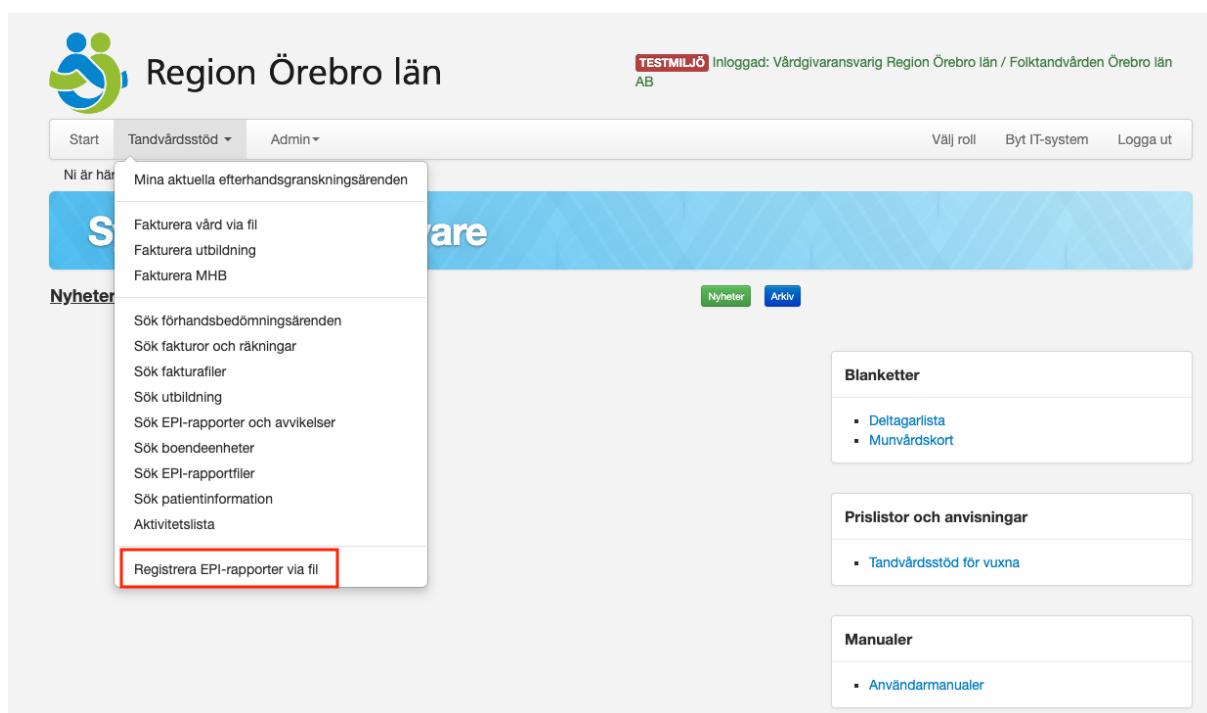 Region Örebro län
TESTMILJÖ Inloggad: Vårdgivaransvarig Region Örebro län / Folktandvården Örebro län
AB
Start Tandvårdsstöd Admin Välj roll Byt IT-system Logga ut
Ni är här
Mina aktuella efterhandsgranskningsärenden
Fakturera vård via fil
Fakturera utbildning
Fakturera MHB
Nyheter
Nyheter Arkiv
Sök förhandsbedömningsärenden
Sök fakturor och räkningar
Sök fakturafiler
Sök utbildning
Sök EPI-rapporter och avvikelser
Sök boendeenheter
Sök EPI-rapportfiler
Sök patientinformation
Aktivitetslista
Registrera EPI-rapporter via fil
Blanketter
Deltagarlista
Munvårdskort
Prislistor och anvisningar
Tandvårdsstöd för vuxna
Manualer
Användarmanualer